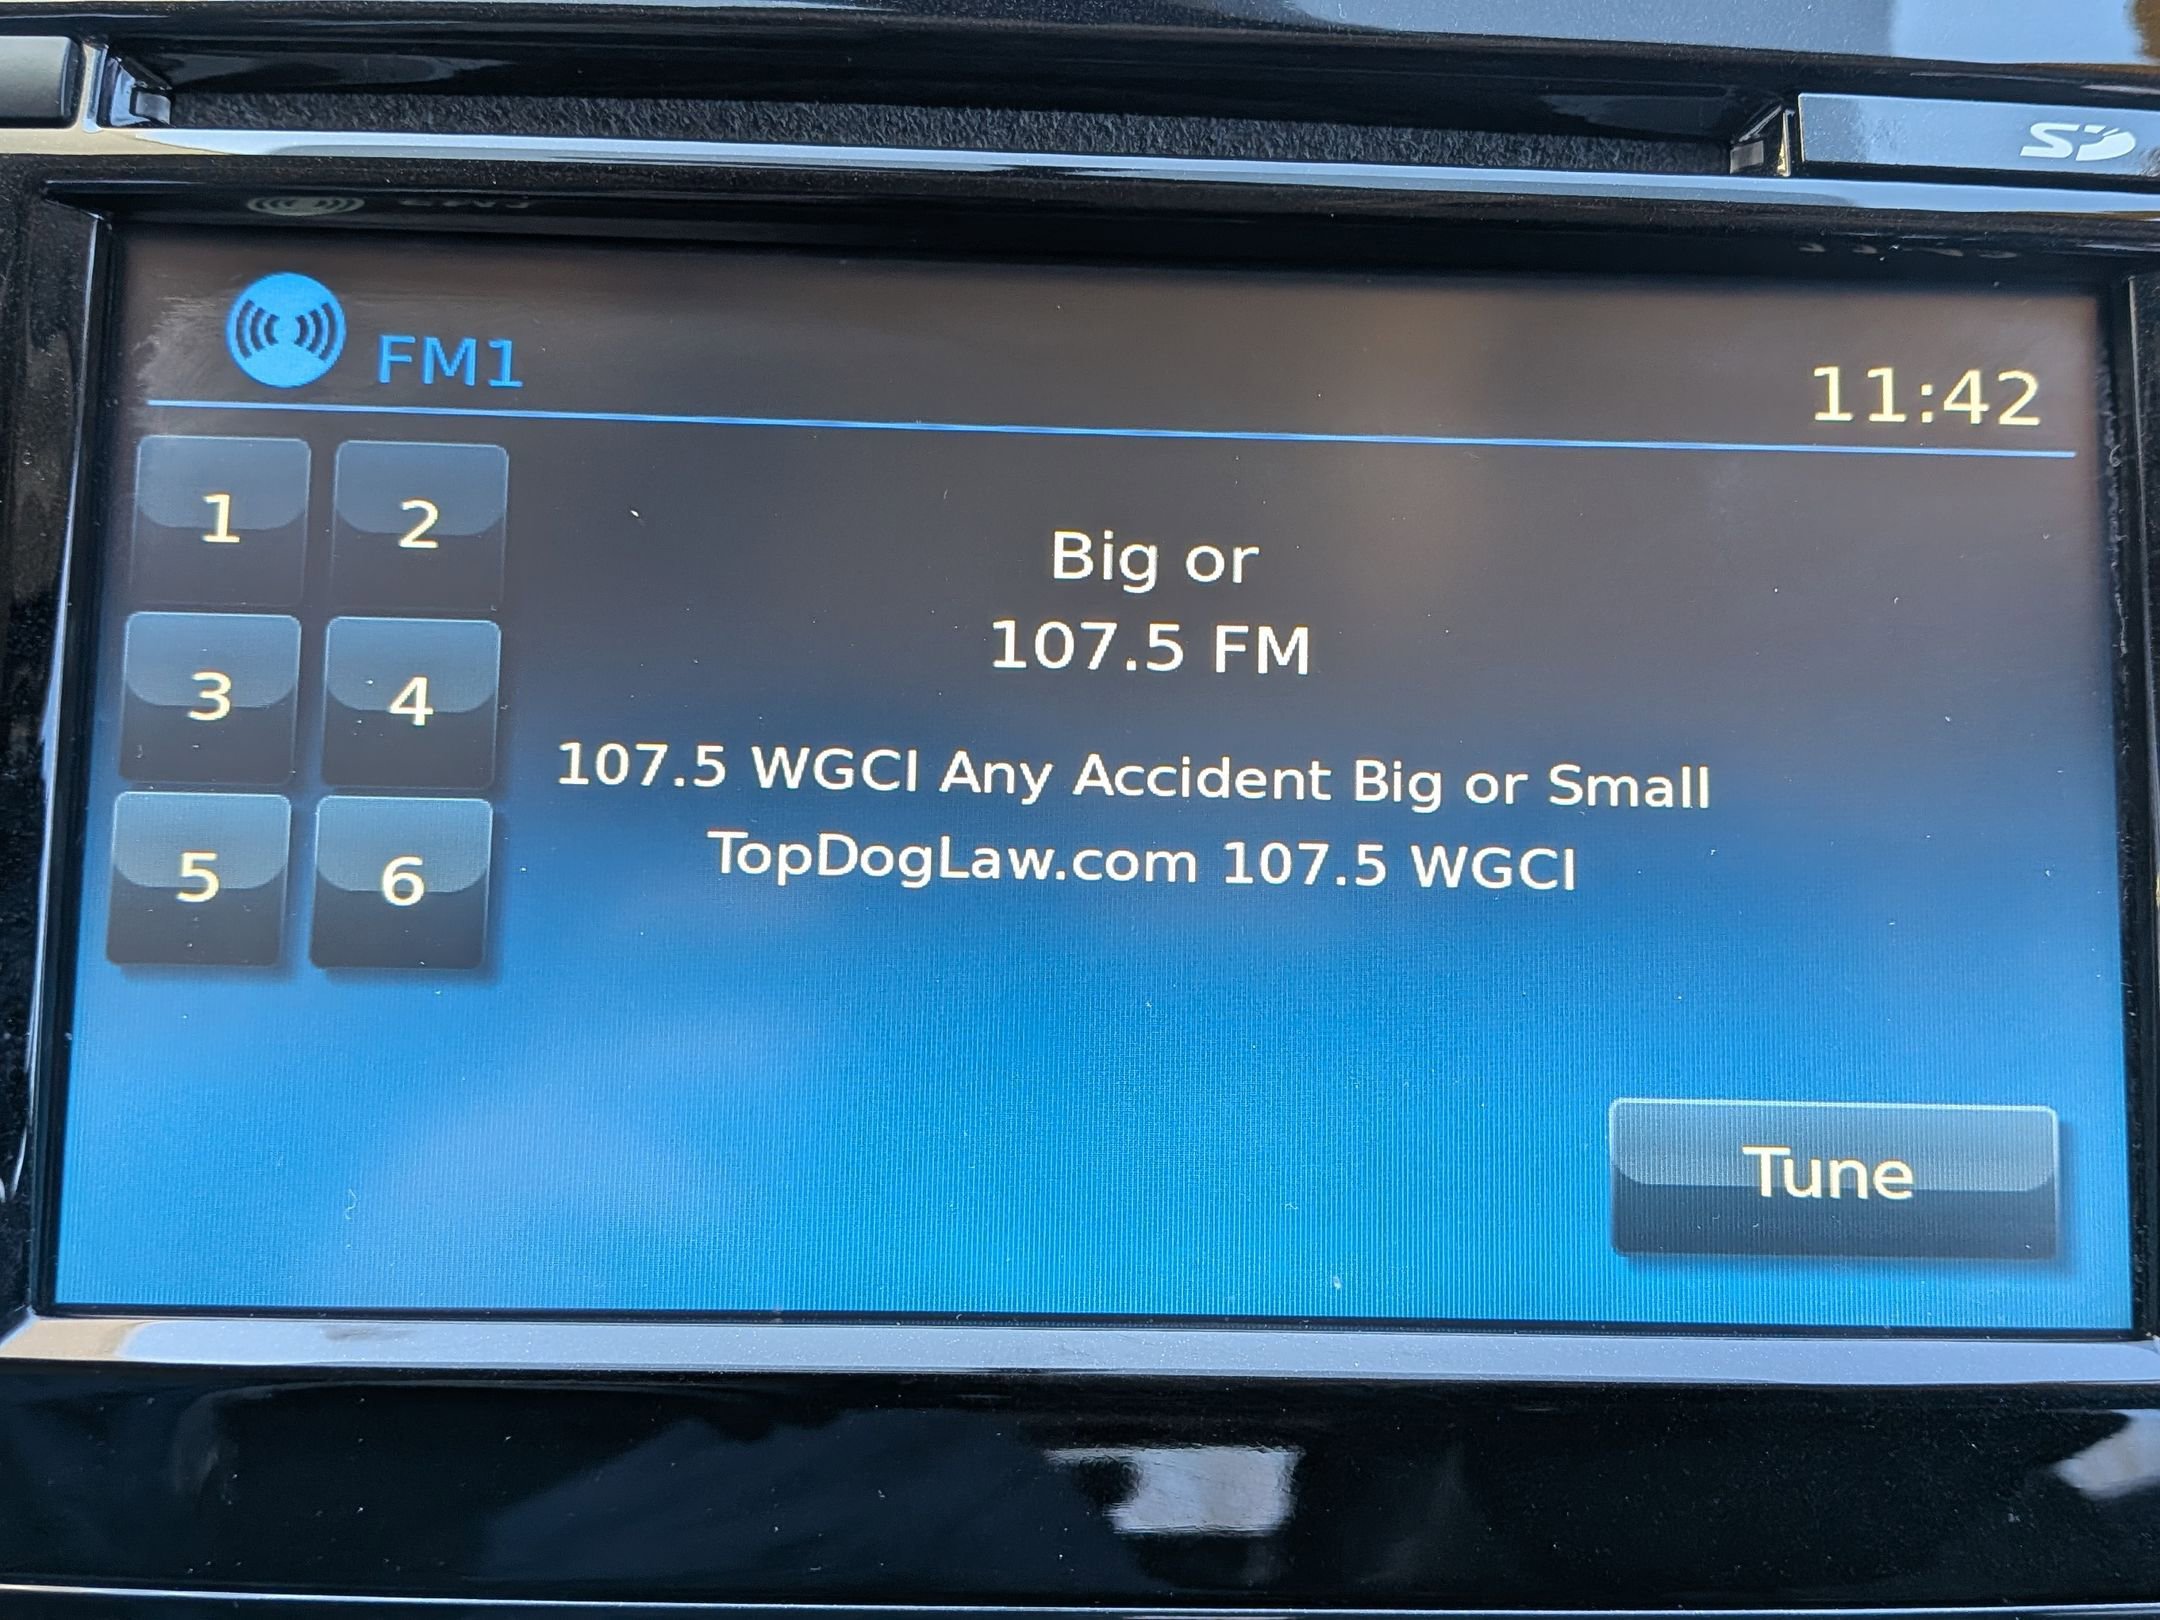 SD
FM1
11:42
1 2
3 4
5 6
Big or
107.5 FM
107.5 WGCI Any Accident Big or Small
TopDogLaw.com 107.5 WGCI
Tune